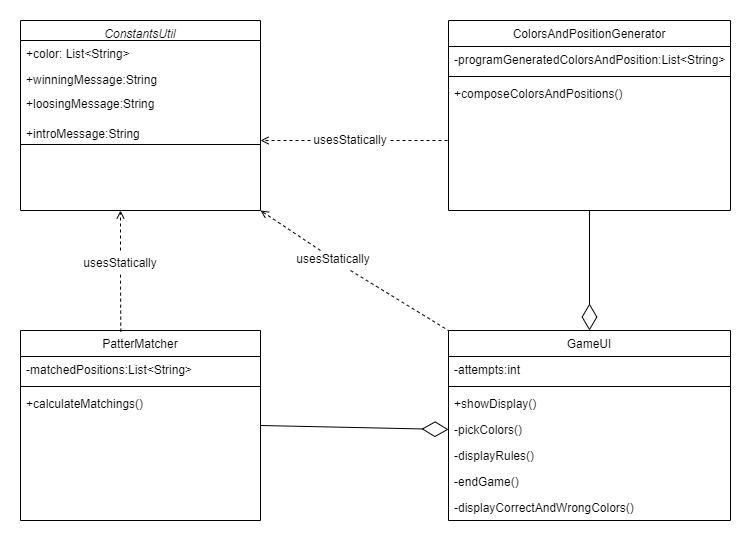 ConstantsUtil
+color: List<String>
+winningMessage:String
+loosingMessage:String
+introMessage:String
ColorsAndPositionGenerator
-programGeneratedColorsAndPosition:List<String>
+composeColorsAndPositions()
usesStatically
usesStatically
usesStatically
PatterMatcher
-matchedPositions:List<String>
+calculateMatchings()
GameUI
-attempts:int
+showDisplay()
-pickColors()
-displayRules()
-endGame()
-displayCorrectAndWrongColors()